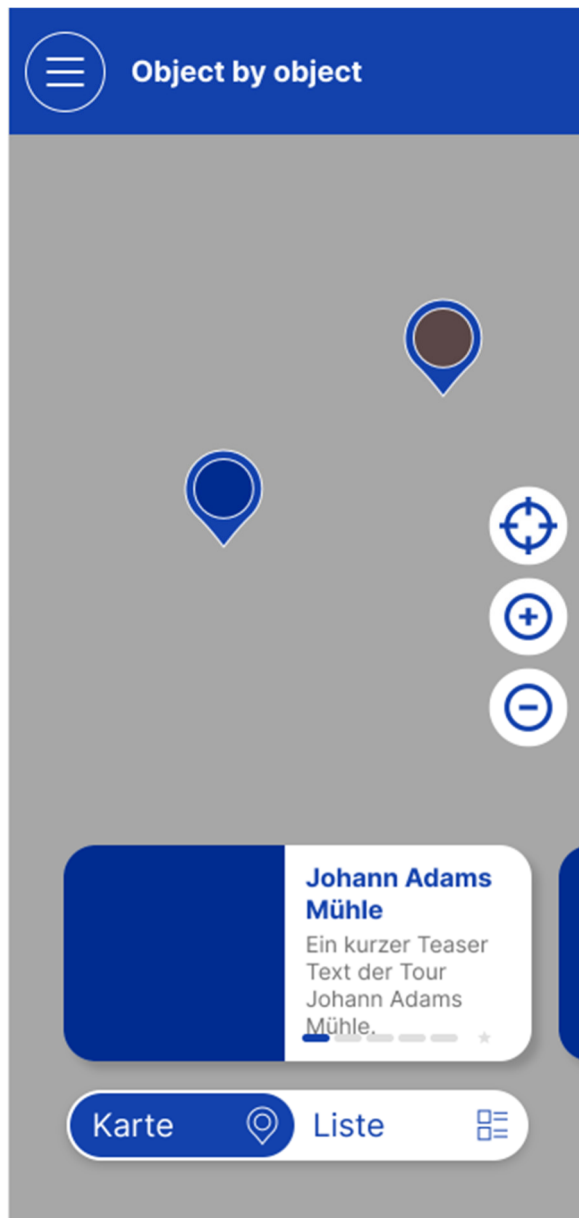 Object by object
Johann Adams
Mühle
Ein kurzer Teaser
Text der Tour
Johann Adams
Mühle.
Karte
Liste